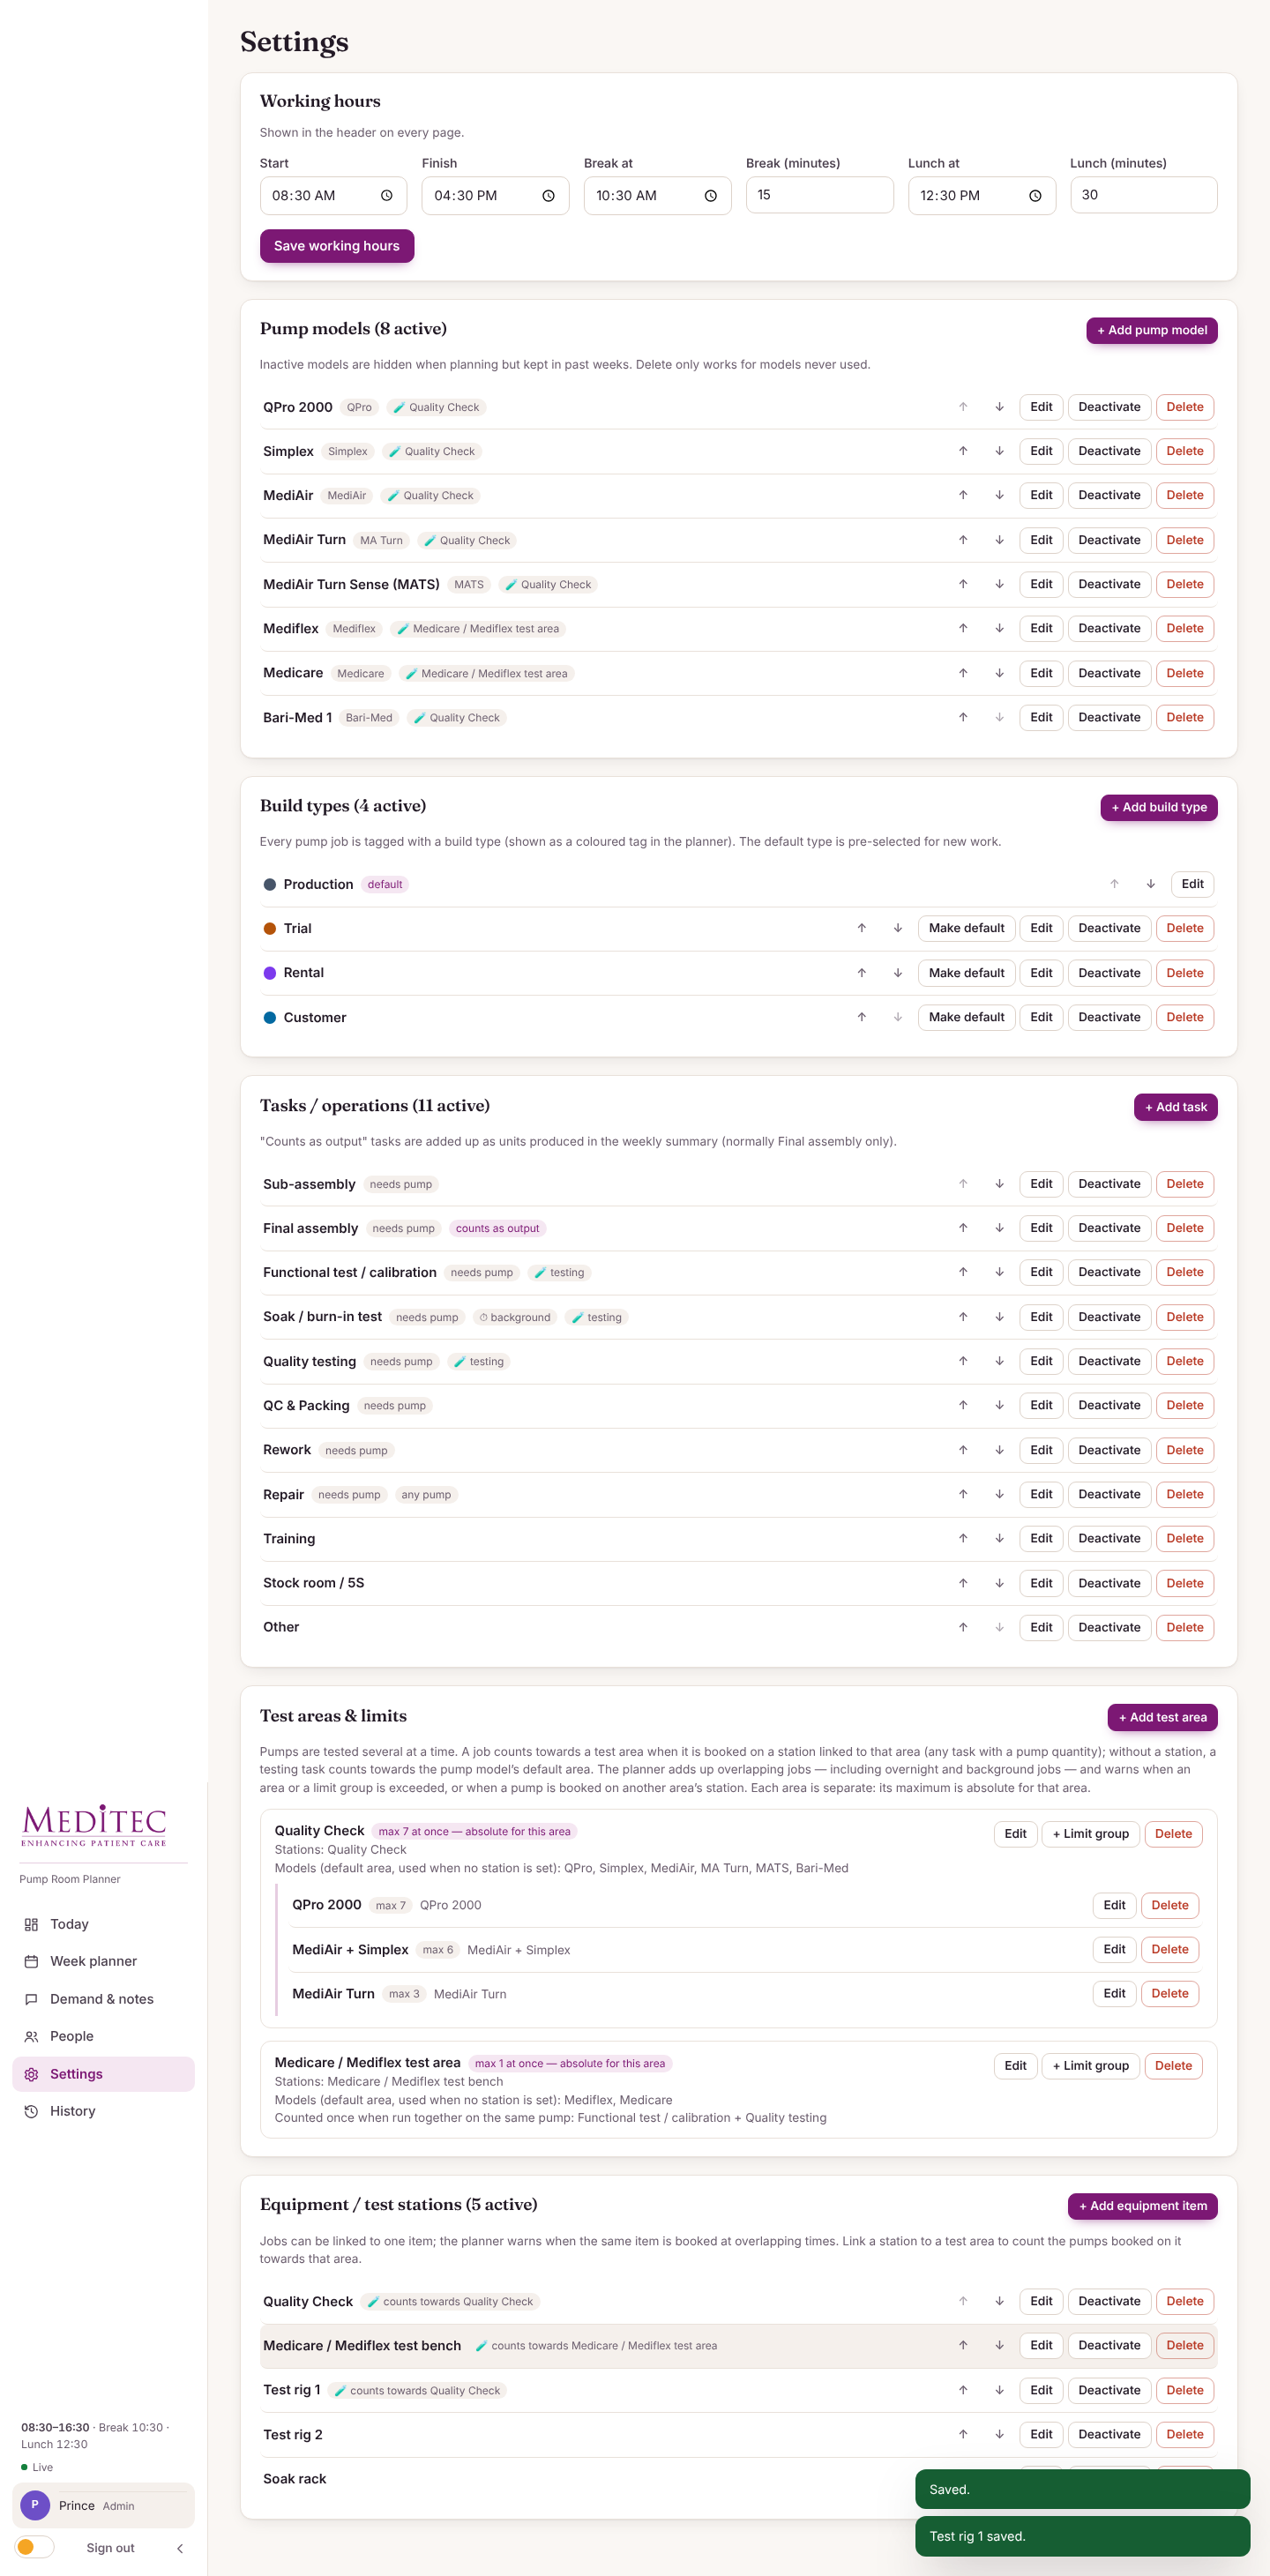 Settings
Working hours
Shown in the header on every page.
Start Finish Break at Break (minutes) Lunch at Lunch (minutes)
08:30 AM 04:30 PM 10:30 AM 15 12:30 PM 30
Save working hours
Pump models (8 active) + Add pump model
Inactive models are hidden when planning but kept in past weeks. Delete only works for models never used.
QPro 2000 QPro 🧪 Quality Check ↑ ↓ Edit Deactivate Delete
Simplex Simplex 🧪 Quality Check ↑ ↓ Edit Deactivate Delete
MediAir MediAir 🧪 Quality Check ↑ ↓ Edit Deactivate Delete
MediAir Turn MA Turn 🧪 Quality Check ↑ ↓ Edit Deactivate Delete
MediAir Turn Sense (MATS) MATS 🧪 Quality Check ↑ ↓ Edit Deactivate Delete
Mediflex Mediflex 🧪 Medicare / Mediflex test area ↑ ↓ Edit Deactivate Delete
Medicare Medicare 🧪 Medicare / Mediflex test area ↑ ↓ Edit Deactivate Delete
Bari-Med 1 Bari-Med 🧪 Quality Check ↑ ↓ Edit Deactivate Delete
Build types (4 active) + Add build type
Every pump job is tagged with a build type (shown as a coloured tag in the planner). The default type is pre-selected for new work.
Production default ↑ ↓ Edit
Trial ↑ ↓ Make default Edit Deactivate Delete
Rental ↑ ↓ Make default Edit Deactivate Delete
Customer ↑ ↓ Make default Edit Deactivate Delete
Tasks / operations (11 active) + Add task
"Counts as output" tasks are added up as units produced in the weekly summary (normally Final assembly only).
Sub-assembly needs pump ↑ ↓ Edit Deactivate Delete
Final assembly needs pump counts as output ↑ ↓ Edit Deactivate Delete
Functional test / calibration needs pump 🧪 testing ↑ ↓ Edit Deactivate Delete
Soak / burn-in test needs pump ⏱ background 🧪 testing ↑ ↓ Edit Deactivate Delete
Quality testing needs pump 🧪 testing ↑ ↓ Edit Deactivate Delete
QC & Packing needs pump ↑ ↓ Edit Deactivate Delete
Rework needs pump ↑ ↓ Edit Deactivate Delete
Repair needs pump any pump ↑ ↓ Edit Deactivate Delete
Training ↑ ↓ Edit Deactivate Delete
Stock room / 5S ↑ ↓ Edit Deactivate Delete
Other ↑ ↓ Edit Deactivate Delete
Test areas & limits + Add test area
Pumps are tested several at a time. A job counts towards a test area when it is booked on a station linked to that area (any task with a pump quantity); without a station, a
testing task counts towards the pump model’s default area. The planner adds up overlapping jobs — including overnight and background jobs — and warns when an
area or a limit group is exceeded, or when a pump is booked on another area’s station. Each area is separate: its maximum is absolute for that area.
Quality Check max 7 at once — absolute for this area Edit + Limit group Delete
Stations: Quality Check
Models (default area, used when no station is set): QPro, Simplex, MediAir, MA Turn, MATS, Bari-Med
QPro 2000 max 7 QPro 2000 Edit Delete
MediAir + Simplex max 6 MediAir + Simplex Edit Delete
MediAir Turn max 3 MediAir Turn Edit Delete
Medicare / Mediflex test area max 1 at once — absolute for this area Edit + Limit group Delete
Stations: Medicare / Mediflex test bench
Models (default area, used when no station is set): Mediflex, Medicare
Counted once when run together on the same pump: Functional test / calibration + Quality testing
Equipment / test stations (5 active) + Add equipment item
Jobs can be linked to one item; the planner warns when the same item is booked at overlapping times. Link a station to a test area to count the pumps booked on it
towards that area.
Quality Check 🧪 counts towards Quality Check ↑ ↓ Edit Deactivate Delete
Medicare / Mediflex test bench 🧪 counts towards Medicare / Mediflex test area ↑ ↓ Edit Deactivate Delete
Test rig 1 🧪 counts towards Quality Check ↑ ↓ Edit Deactivate Delete
Test rig 2 ↑ ↓ Edit Deactivate Delete
Soak rack
Saved.
Test rig 1 saved.
MEDITEC
ENHANCING PATIENT CARE
Pump Room Planner
Today
Week planner
Demand & notes
People
Settings
History
08:30–16:30 · Break 10:30 ·
Lunch 12:30
Live
P Prince Admin
Sign out